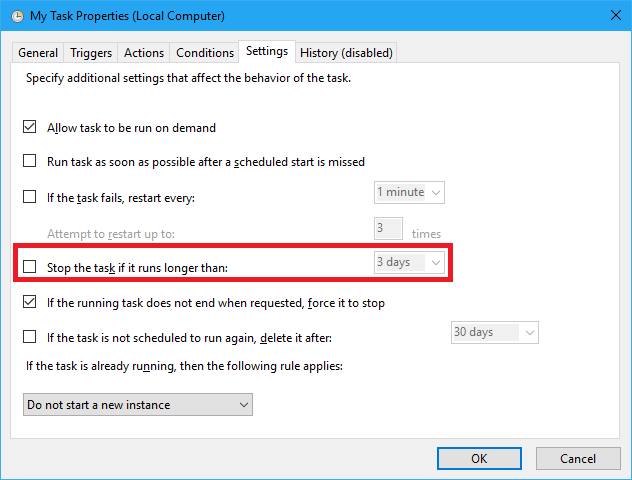 My Task Properties (Local Computer)
General Triggers Actions Conditions Settings History (disabled)
Specify additional settings that affect the behavior of the task.
Allow task to be run on demand
Run task as soon as possible after a scheduled start is missed
If the task fails, restart every: 1 minute
Attempt to restart up to: 3 times
Stop the task if it runs longer than: 3 days
If the running task does not end when requested, force it to stop
If the task is not scheduled to run again, delete it after: 30 days
If the task is already running, then the following rule applies:
Do not start a new instance
OK Cancel